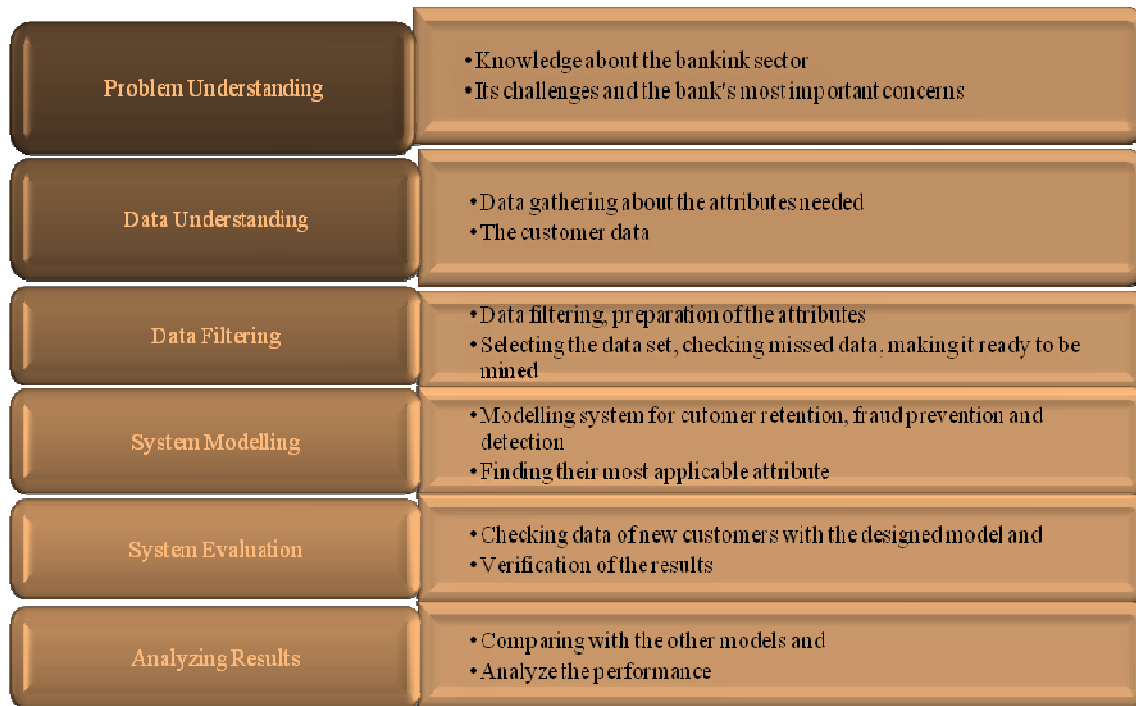 Problem Understanding
• Knowledge about the bankink sector
• Its challenges and the bank's most important concerns
Data Understanding
• Data gathering about the attributes needed
• The customer data
Data Filtering
• Data filtering, preparation of the attributes
• Selecting the data set, checking missed data, making it ready to be
mined
System Modelling
• Modelling system for cutomer retention, fraud prevention and
detection
• Finding their most applicable attribute
System Evaluation
• Checking data of new customers with the designed model and
• Verification of the results
Analyzing Results
• Comparing with the other models and
• Analyze the performance